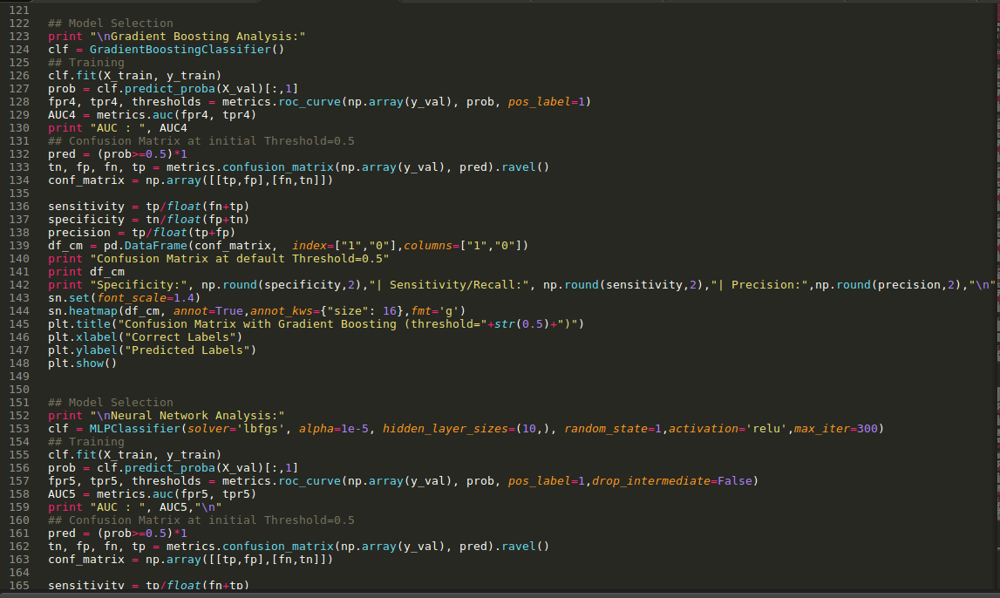 121
122 ## Model Selection
123 print "\nGradient Boosting Analysis:"
124 clf = GradientBoostingClassifier()
125 ## Training
126 clf.fit(X_train, y_train)
127 prob = clf.predict_proba(X_val)[:,1]
128 fpr4, tpr4, thresholds = metrics.roc_curve(np.array(y_val), prob, pos_label=1)
129 AUC4 = metrics.auc(fpr4, tpr4)
130 print "AUC : ", AUC4
131 ## Confusion Matrix at initial Threshold=0.5
132 pred = (prob>=0.5)*1
133 tn, fp, fn, tp = metrics.confusion_matrix(np.array(y_val), pred).ravel()
134 conf_matrix = np.array([[tp,fp],[fn,tn]])
135
136 sensitivity = tp/float(fn+tp)
137 specificity = tn/float(fp+tn)
138 precision = tp/float(tp+fp)
139 df_cm = pd.DataFrame(conf_matrix,  index=["1","0"],columns=["1","0"])
140 print "Confusion Matrix at default Threshold=0.5"
141 print df_cm
142 print "Specificity:", np.round(specificity,2),"| Sensitivity/Recall:", np.round(sensitivity,2),"| Precision:",np.round(precision,2),"\n"
143 sn.set(font_scale=1.4)
144 sn.heatmap(df_cm, annot=True,annot_kws={"size": 16},fmt='g')
145 plt.title("Confusion Matrix with Gradient Boosting (threshold="+str(0.5)+")")
146 plt.xlabel("Correct Labels")
147 plt.ylabel("Predicted Labels")
148 plt.show()
149
150
151 ## Model Selection
152 print "\nNeural Network Analysis:"
153 clf = MLPClassifier(solver='lbfgs', alpha=1e-5, hidden_layer_sizes=(10,), random_state=1,activation='relu',max_iter=300)
154 ## Training
155 clf.fit(X_train, y_train)
156 prob = clf.predict_proba(X_val)[:,1]
157 fpr5, tpr5, thresholds = metrics.roc_curve(np.array(y_val), prob, pos_label=1,drop_intermediate=False)
158 AUC5 = metrics.auc(fpr5, tpr5)
159 print "AUC : ", AUC5,"\n"
160 ## Confusion Matrix at initial Threshold=0.5
161 pred = (prob>=0.5)*1
162 tn, fp, fn, tp = metrics.confusion_matrix(np.array(y_val), pred).ravel()
163 conf_matrix = np.array([[tp,fp],[fn,tn]])
164
165 sensitivity = tp/float(fn+tp)